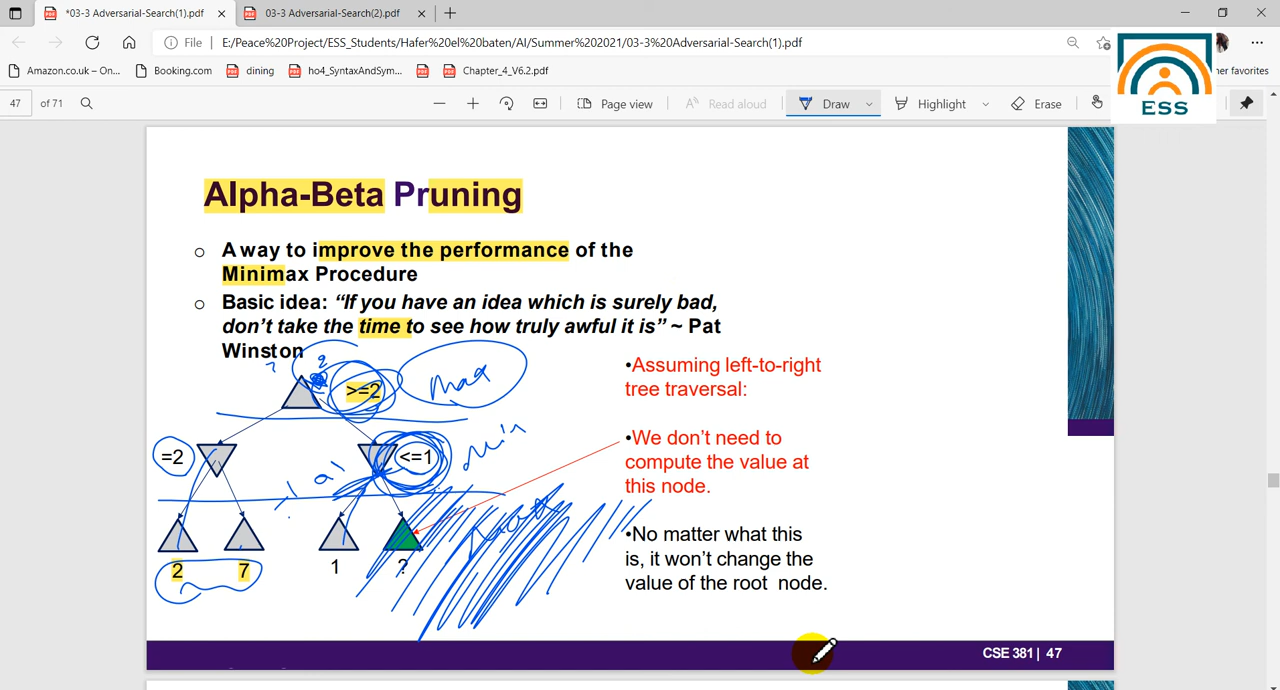 *03-3 Adversarial-Search(1).pdf
03-3 Adversarial-Search(2).pdf
File
E:/Peace%20Project/ESS_Students/Hafer%20el%20baten/AI/Summer%202021/03-3%20Adversarial-Search(1).pdf
Amazon.co.uk – On...
Booking.com
dining
ho4_SyntaxAndSym...
Chapter_4_V6.2.pdf
her favorites
ESS
47
of 71
Page view
Read aloud
Draw
Highlight
Erase
Alpha-Beta Pruning
A way to improve the performance of the
Minimax Procedure
Basic idea: “If you have an idea which is surely bad,
don’t take the time to see how truly awful it is” ~ Pat
Winston
?
2
>=2
max
•Assuming left-to-right
tree traversal:
=2
<=1
min
•We don’t need to
compute the value at
this node.
2
7
1
?
•No matter what this
is, it won’t change the
value of the root node.
CSE 381 | 47